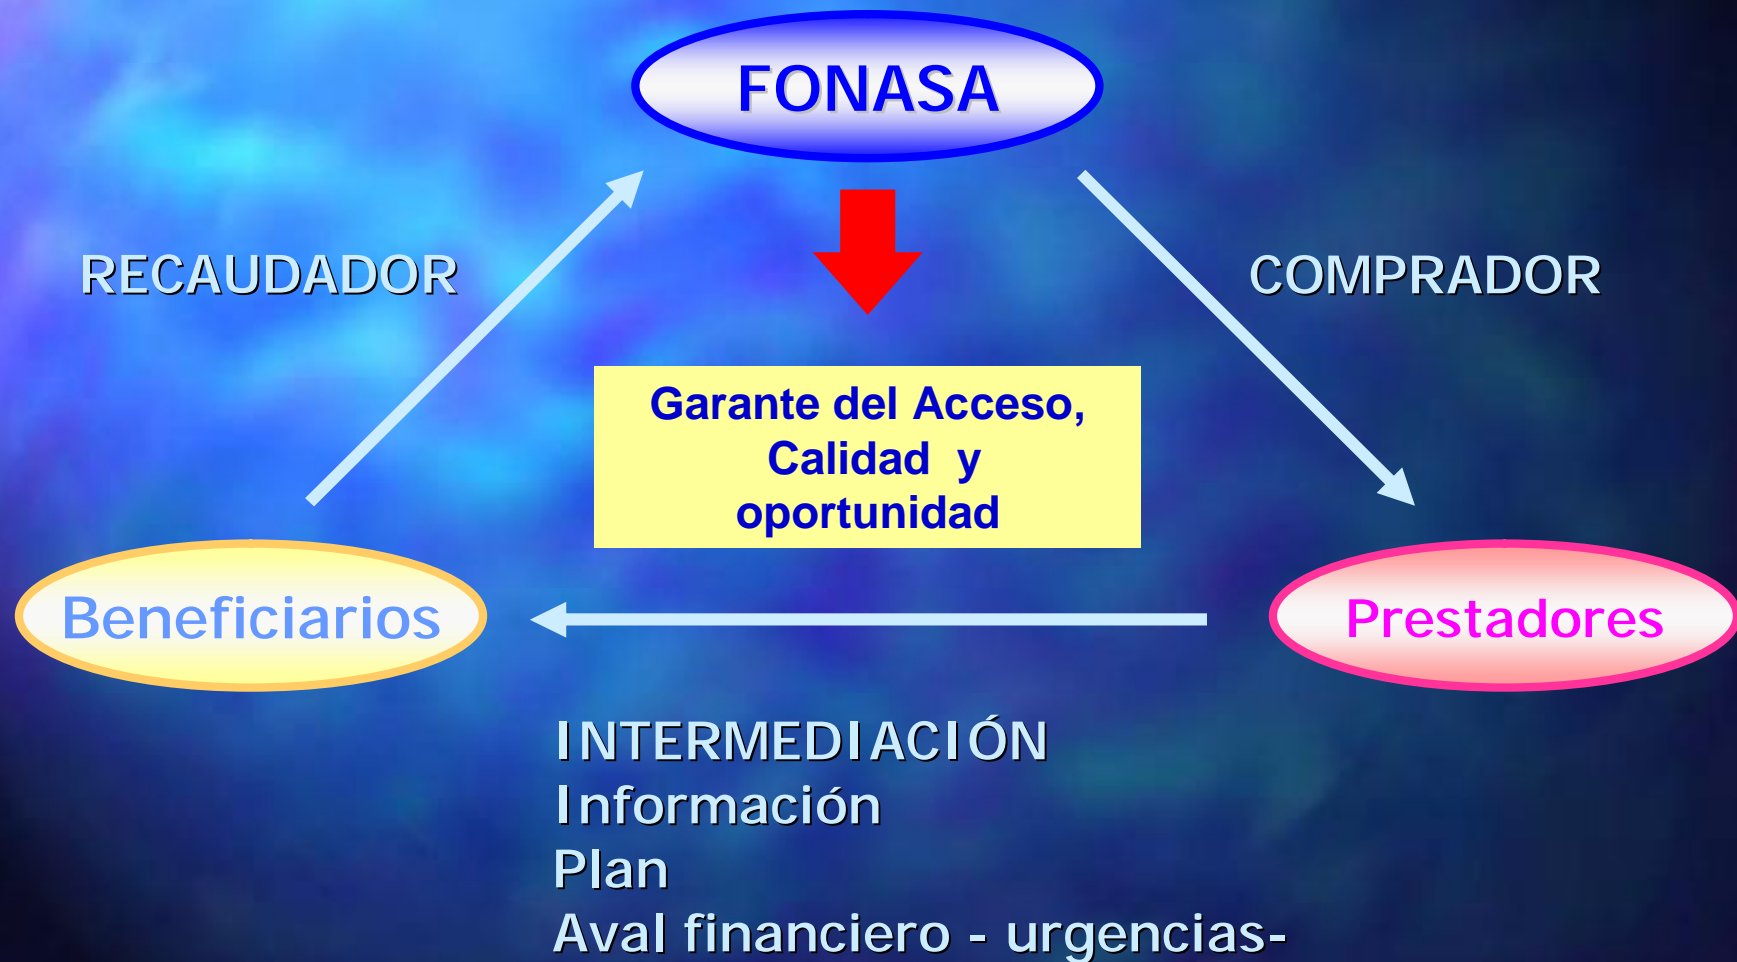 FONASA
RECAUDADOR
COMPRADOR
Garante del Acceso,
Calidad y
oportunidad
Beneficiarios
Prestadores
INTERMEDIACIÓN
Información
Plan
Aval financiero - urgencias-